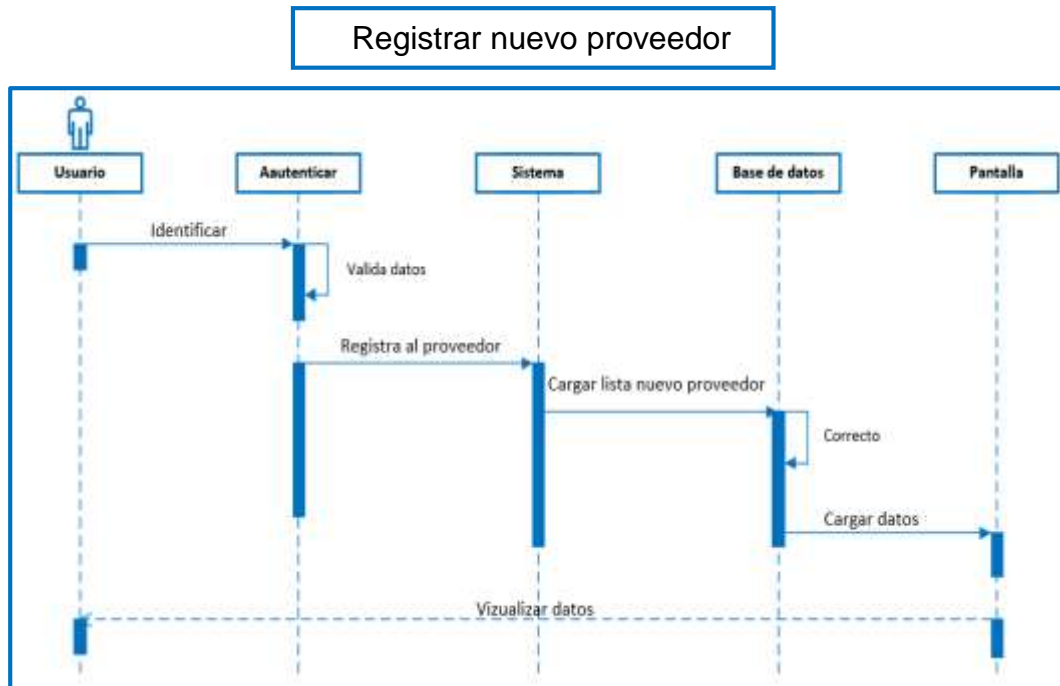 Registrar nuevo proveedor
Usuario
Aautenticar
Sistema
Base de datos
Pantalla
Identificar
Valida datos
Registra al proveedor
Cargar lista nuevo proveedor
Correcto
Cargar datos
Vizualizar datos